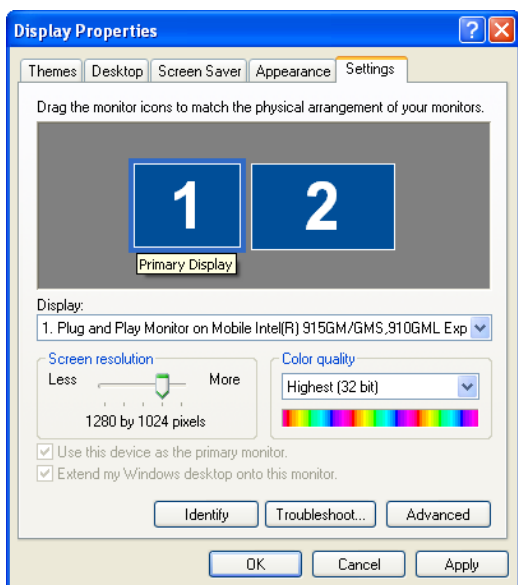 Display Properties
Themes Desktop Screen Saver Appearance Settings
Drag the monitor icons to match the physical arrangement of your monitors.
1 2
Primary Display
Display:
1. Plug and Play Monitor on Mobile Intel(R) 915GM/GMS,910GML Exp
Screen resolution
Less More
1280 by 1024 pixels
Color quality
Highest (32 bit)
Use this device as the primary monitor.
Extend my Windows desktop onto this monitor.
Identify Troubleshoot... Advanced
OK Cancel Apply